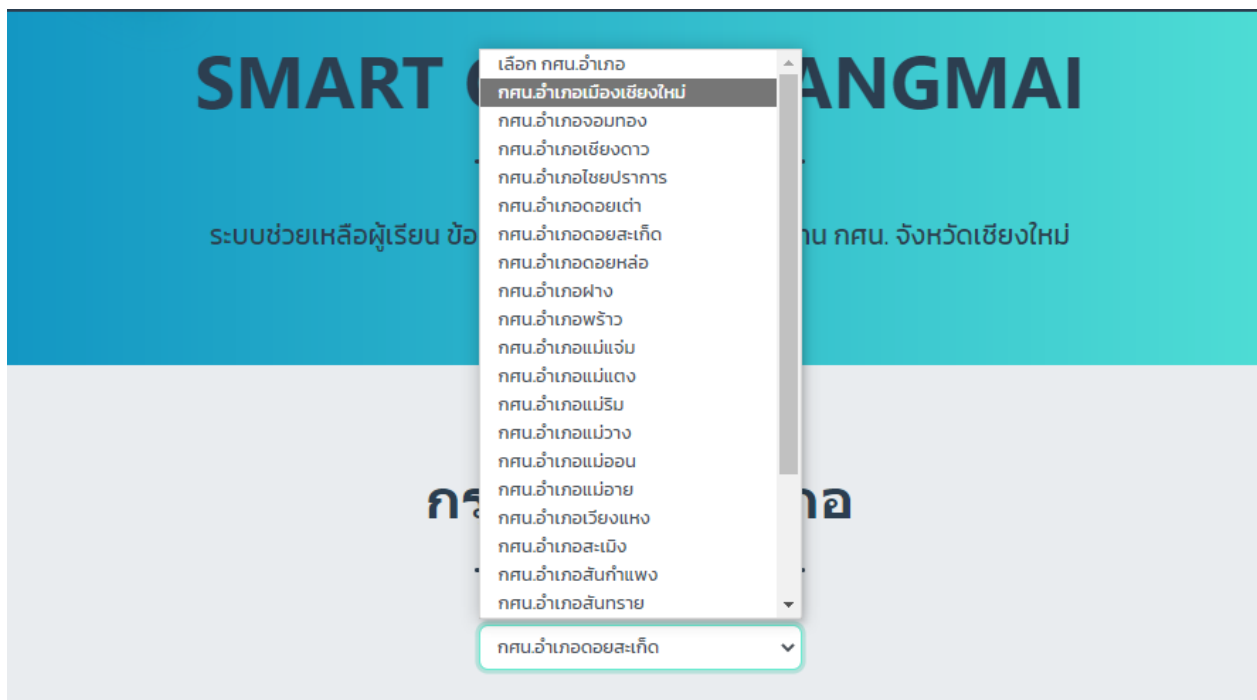 SMART
ANGMAI
ระบบช่วยเหลือผู้เรียน
าน กศน. จังหวัดเชียงใหม่
เลือก กศน.อำเภอ
กศน.อำเภอเมืองเชียงใหม่
กศน.อำเภอจอมทอง
กศน.อำเภอเชียงดาว
กศน.อำเภอไชยปราการ
กศน.อำเภอดอยเต่า
กศน.อำเภอดอยสะเก็ด
กศน.อำเภอดอยหล่อ
กศน.อำเภอฝาง
กศน.อำเภอพร้าว
กศน.อำเภอแม่แจ่ม
กศน.อำเภอแม่แตง
กศน.อำเภอแม่ริม
กศน.อำเภอแม่วาง
กศน.อำเภอแม่ออน
กศน.อำเภอแม่อาย
กศน.อำเภอเวียงแหง
กศน.อำเภอสะเมิง
กศน.อำเภอสันกำแพง
กศน.อำเภอสันทราย
กศน.อำเภอดอยสะเก็ด